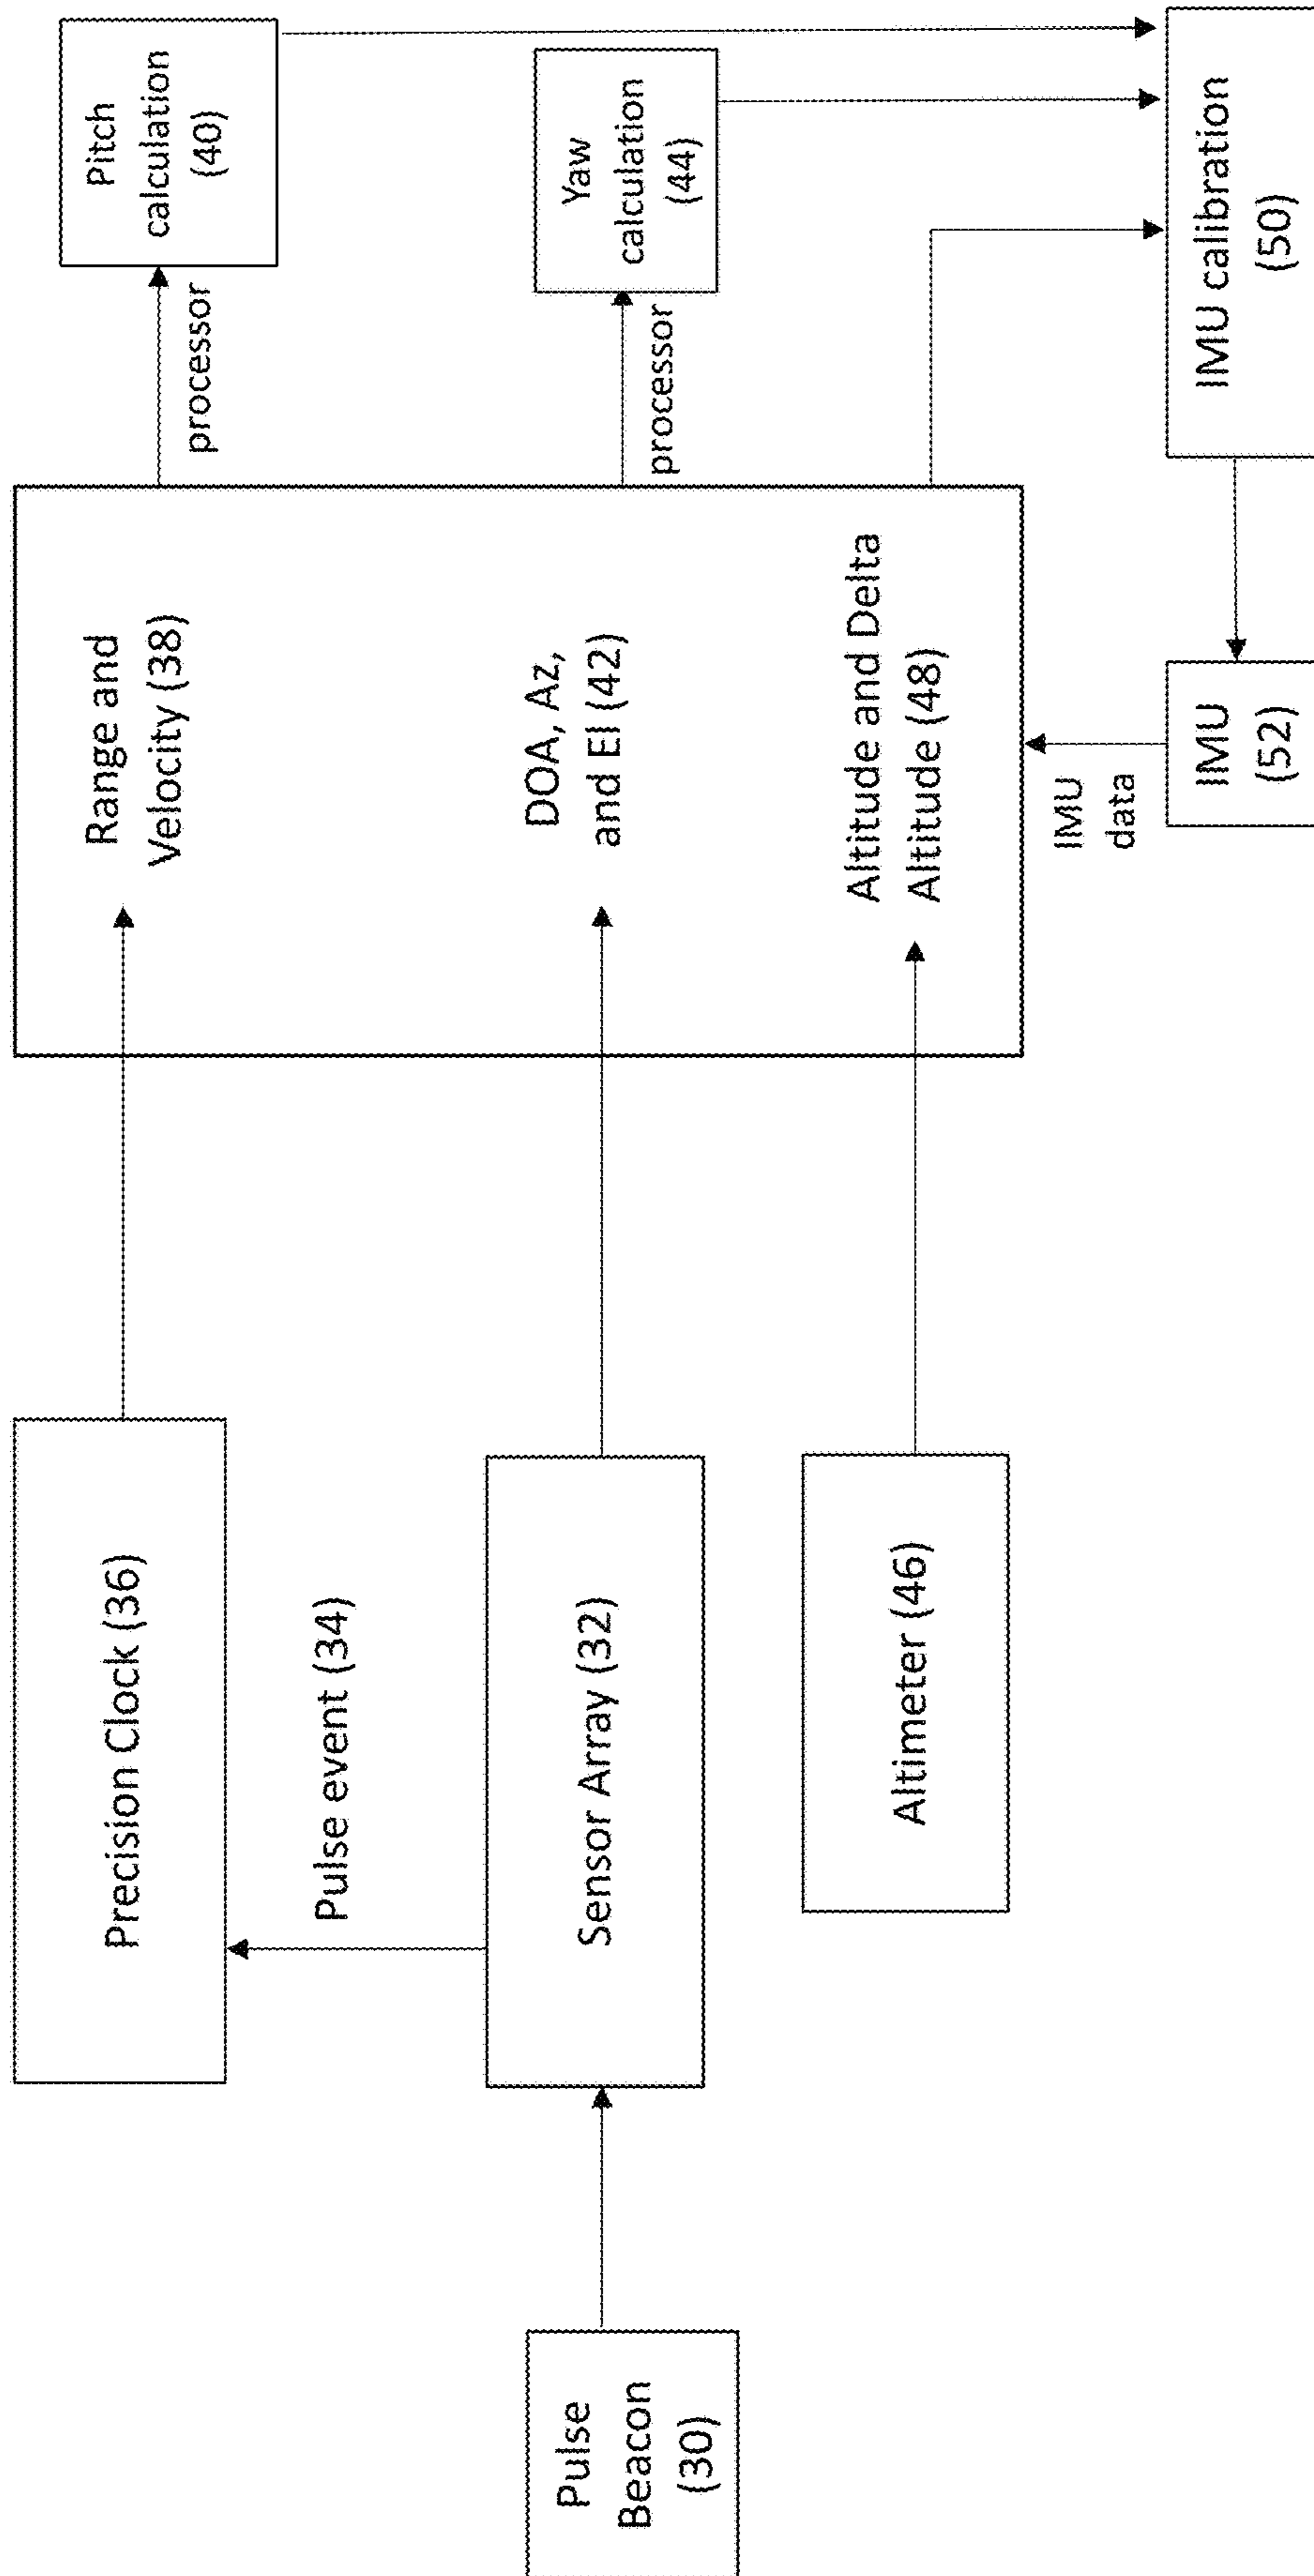 Precision Clock (36)
Pulse event (34)
Pulse
Beacon
(30)
Sensor Array (32)
Altimeter (46)
Range and
Velocity (38)
DOA, Az,
and El (42)
Altitude and Delta
Altitude (48)
processor
Pitch
calculation
(40)
processor
Yaw
calculation
(44)
IMU
data
IMU
(52)
IMU calibration
(50)